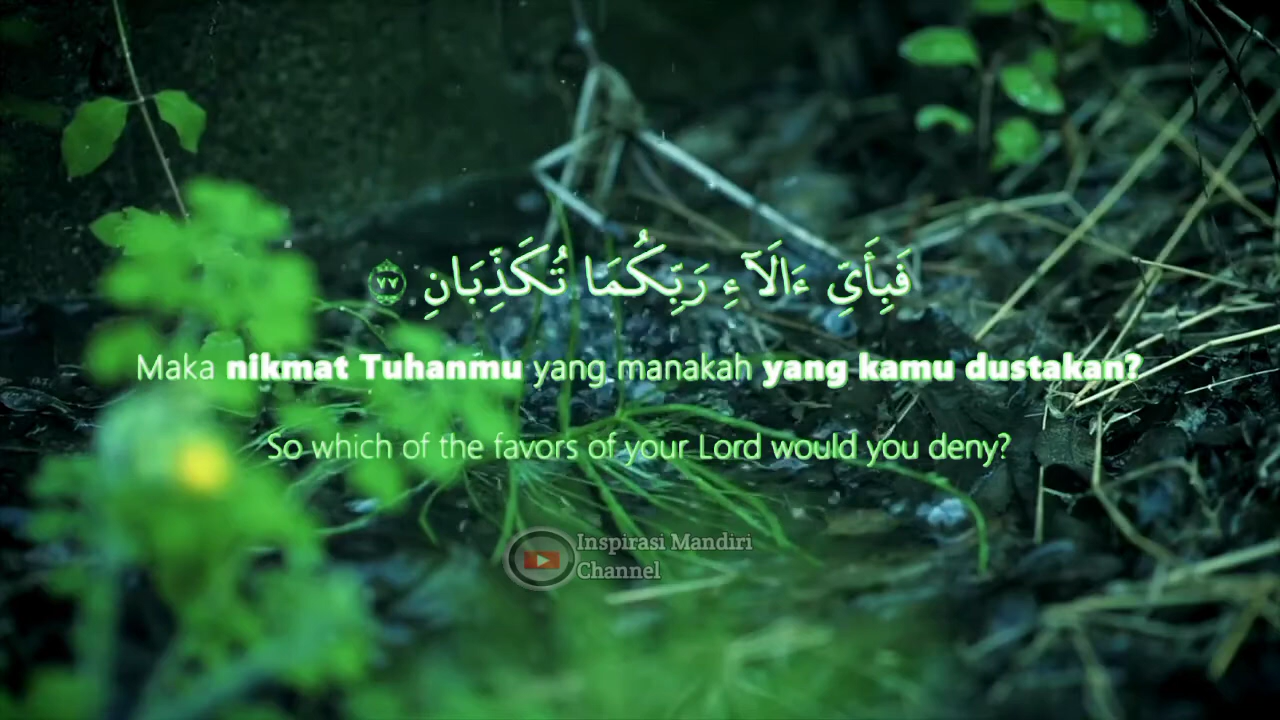 فَبِأَىِّ ءَالَآءِ رَبِّكُمَا تُكَذِّبَانِ ٧٧
Maka nikmat Tuhanmu yang manakah yang kamu dustakan?
So which of the favors of your Lord would you deny?
Inspirasi Mandiri
Channel